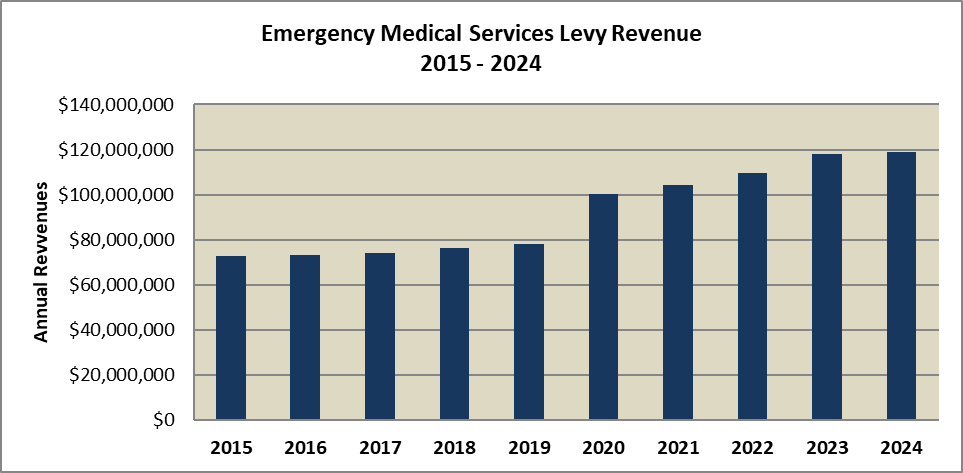 Emergency Medical Services Levy Revenue
2015 - 2024
Annual Revvenues
$140,000,000
$120,000,000
$100,000,000
$80,000,000
$60,000,000
$40,000,000
$20,000,000
$0
2015 2016 2017 2018 2019 2020 2021 2022 2023 2024